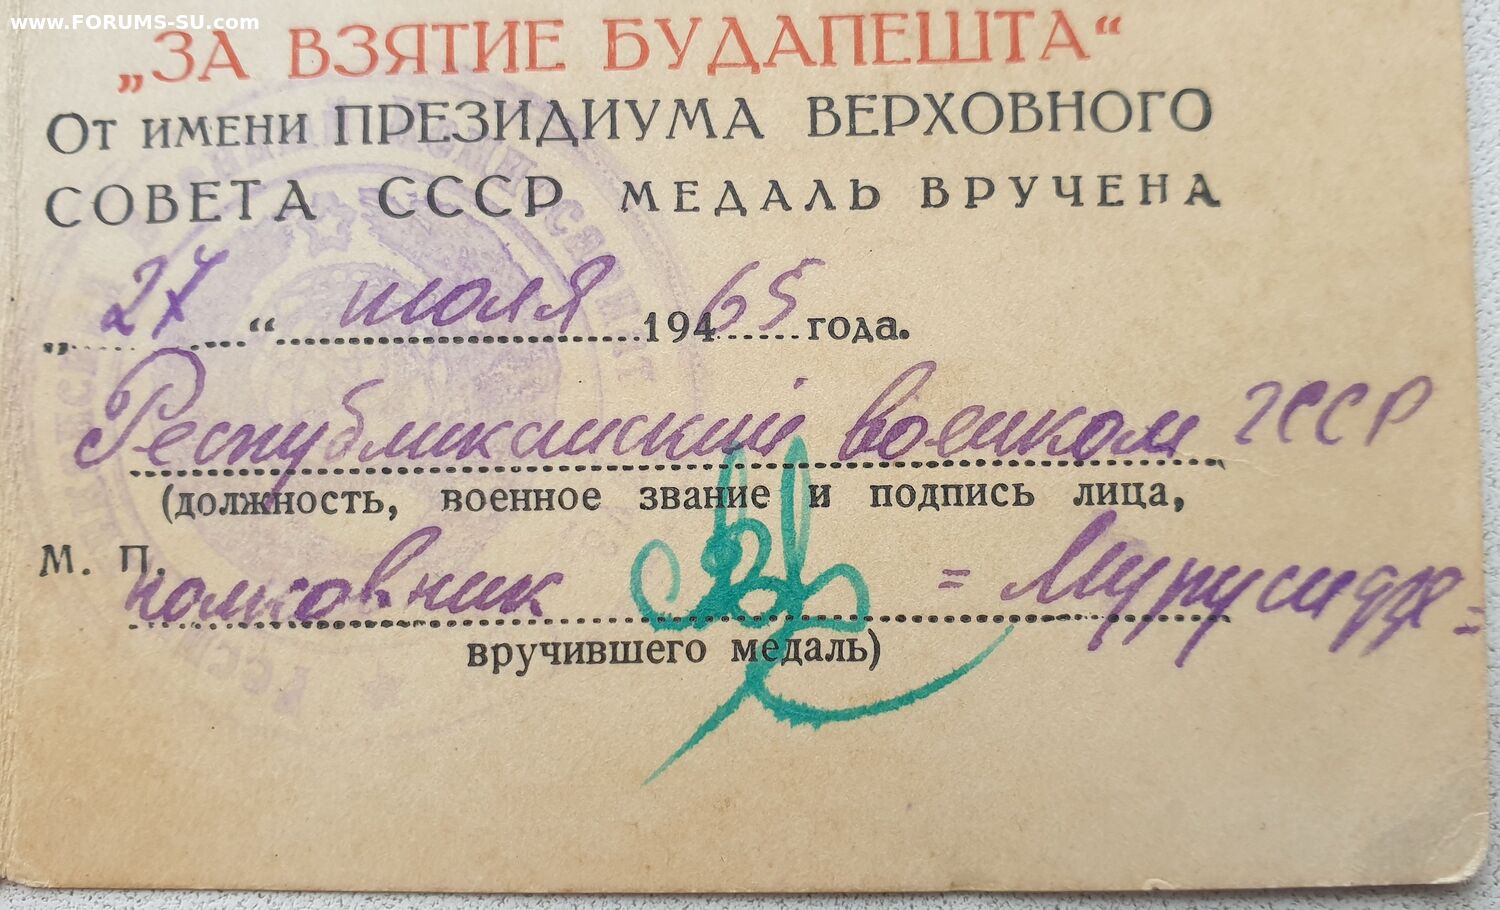 www.FORUMS-SU.com
„ЗА ВЗЯТИЕ БУДАПЕШТА“
От имени ПРЕЗИДИУМА ВЕРХОВНОГО
СОВЕТА СССР МЕДАЛЬ ВРУЧЕНА
„27“ июля 194 65 года.
Республиканский военком ГССР
(должность, военное звание и подпись лица,
М. П.
полковник = Мурусидзе =
вручившего медаль)